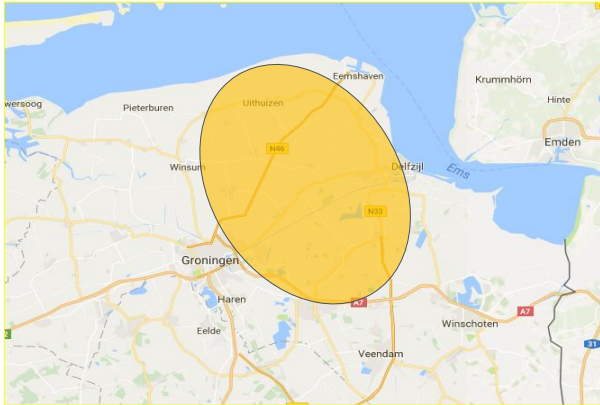 Eemshaven
Krummhörn
Uithuizen
Hinte
wersoog
Pieterburen
Emden
N46
Winsum
Delfzijl
Ems
N33
Groningen
Haren
A7
A7
Eelde
Winschoten
31
Veendam